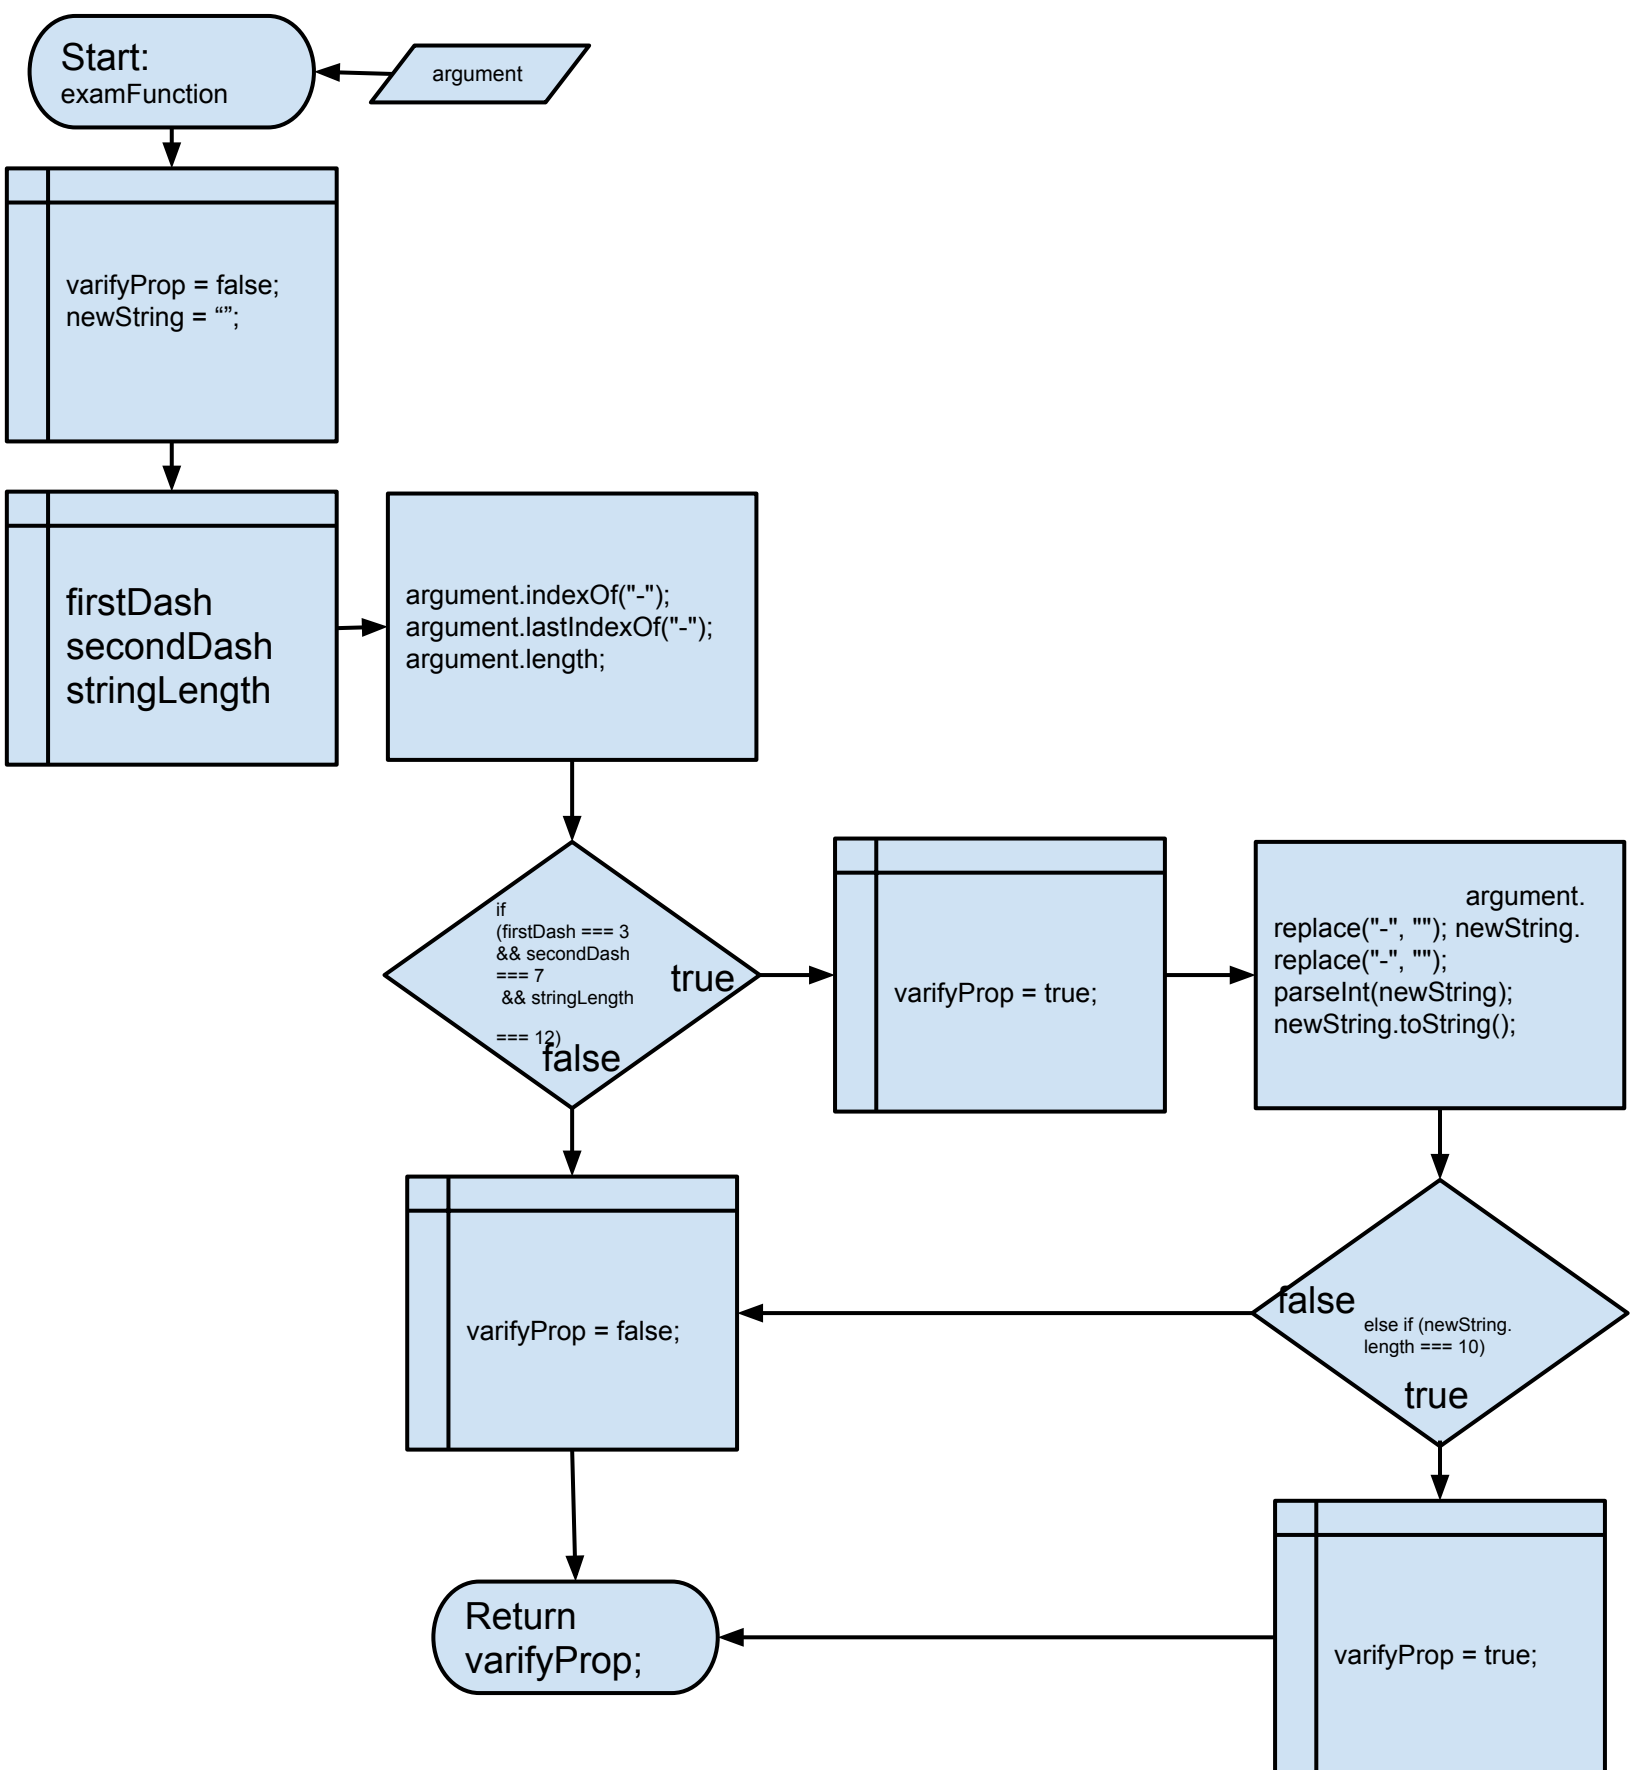 Start:
examFunction
argument
varifyProp = false;
newString = “”;
firstDash
secondDash
stringLength
argument.indexOf("-");
argument.lastIndexOf("-");
argument.length;
if
(firstDash === 3
&& secondDash
=== 7
&& stringLength
=== 12)
true
false
varifyProp = true;
argument.
replace("-", ""); newString.
replace("-", "");
parseInt(newString);
newString.toString();
varifyProp = false;
false
else if (newString.
length === 10)
true
Return
varifyProp;
varifyProp = true;